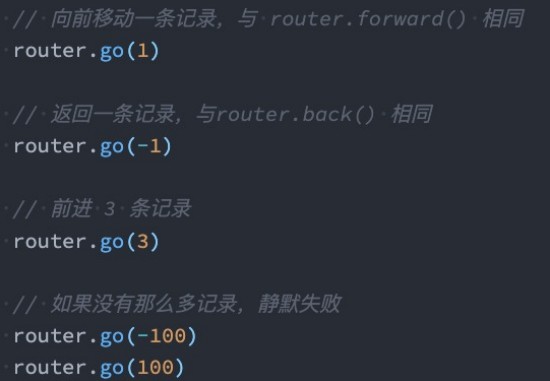 // 向前移动一条记录，与 router.forward() 相同
router.go(1)
// 返回一条记录，与router.back() 相同
router.go(-1)
// 前进 3 条记录
router.go(3)
// 如果没有那么多记录，静默失败
router.go(-100)
router.go(100)